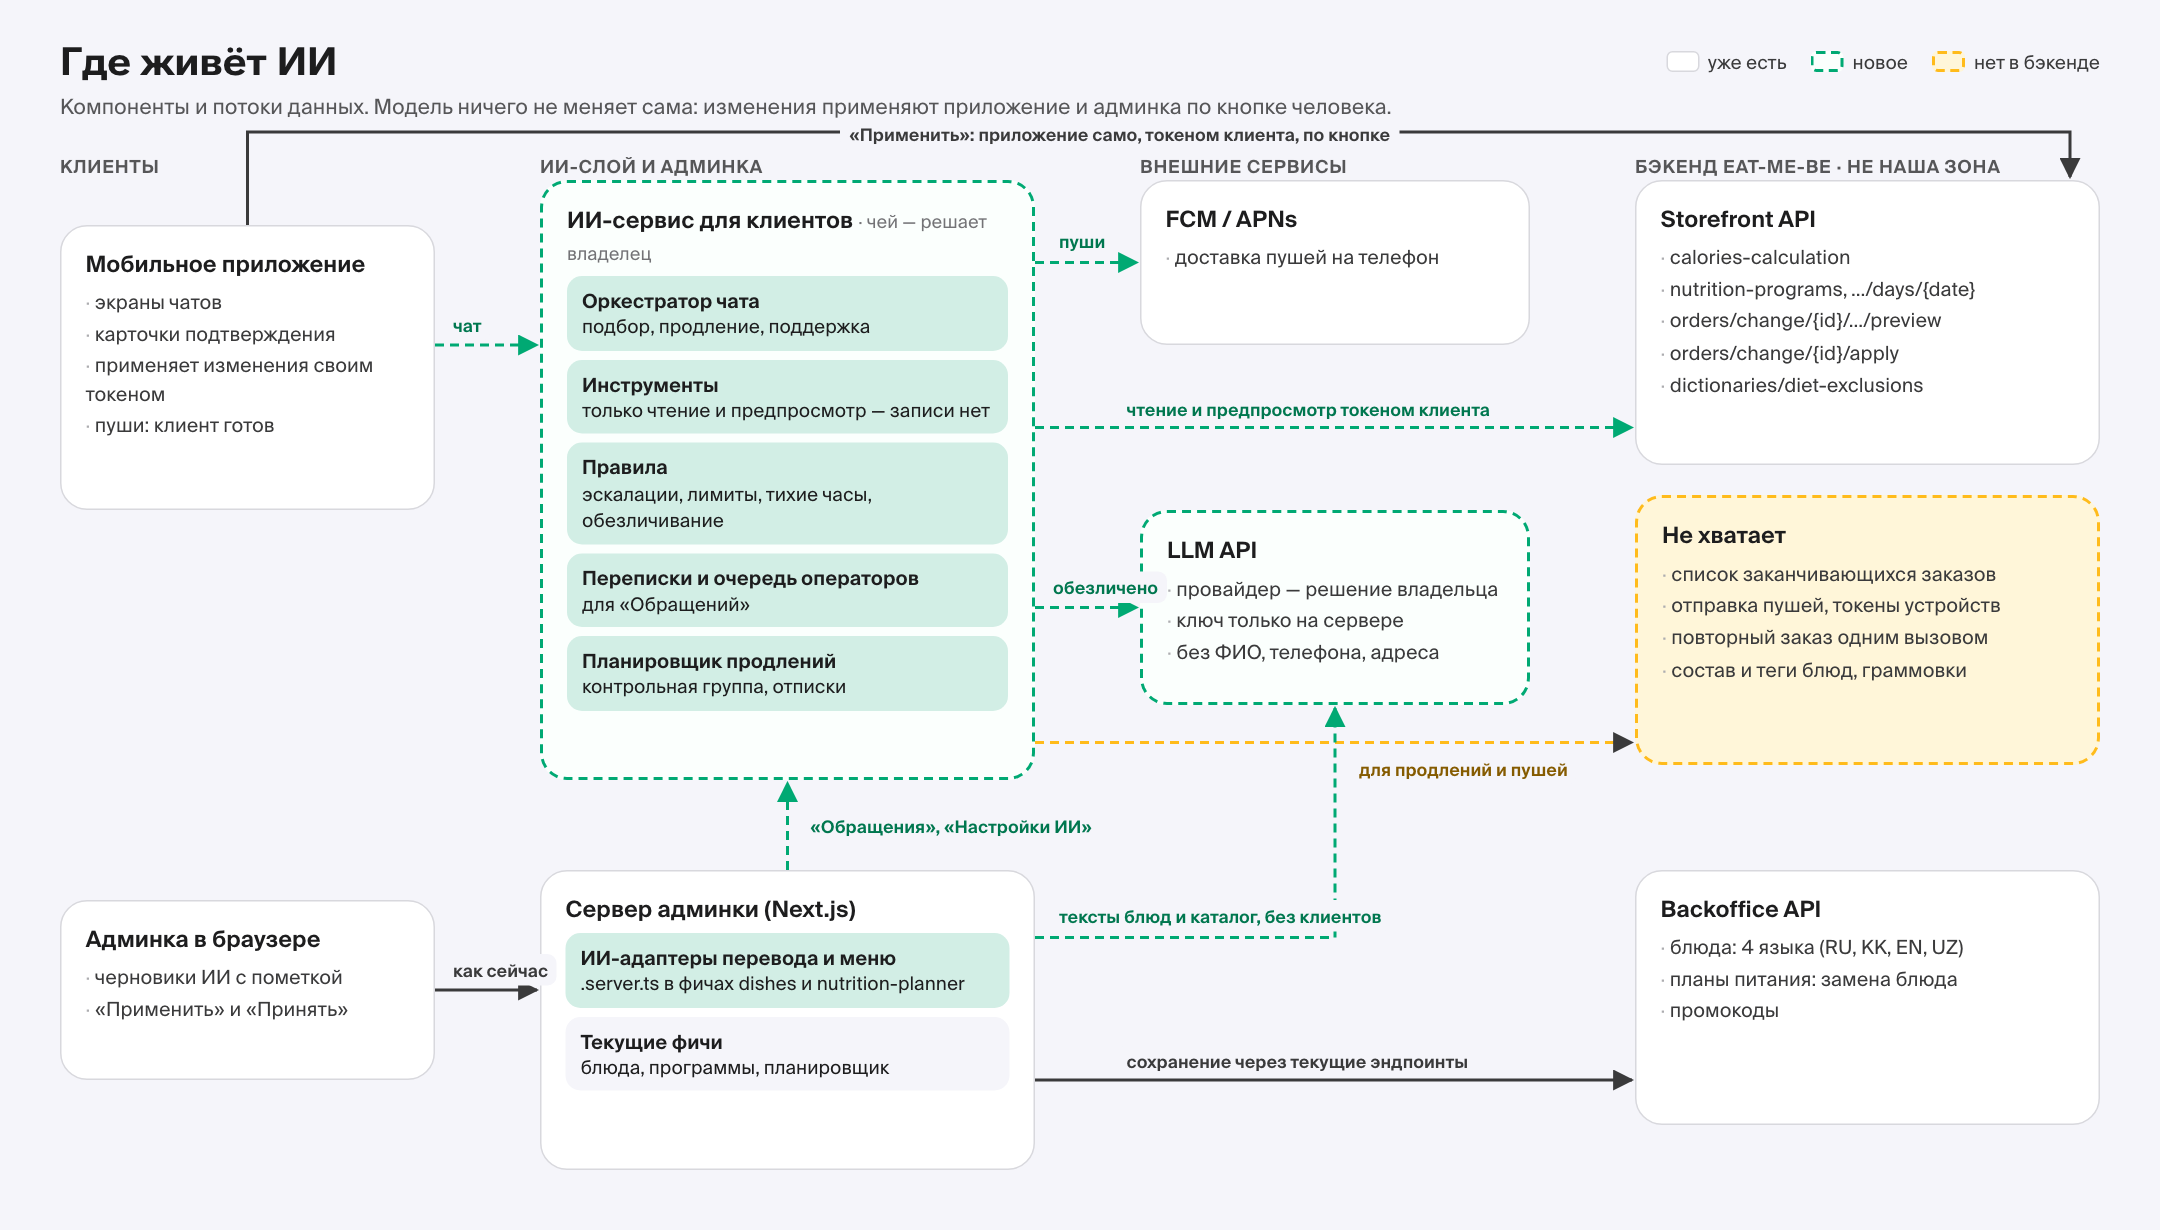 Где живёт ИИ
уже есть
новое
нет в бэкенде
Компоненты и потоки данных. Модель ничего не меняет сама: изменения применяют приложение и админка по кнопке человека.
«Применить»: приложение само, токеном клиента, по кнопке
КЛИЕНТЫ
ИИ-СЛОЙ И АДМИНКА
ВНЕШНИЕ СЕРВИСЫ
БЭКЕНД EAT-ME-BE · НЕ НАША ЗОНА
Мобильное приложение
· экраны чатов
· карточки подтверждения
· применяет изменения своим
токеном
· пуши: клиент готов
чат
ИИ-сервис для клиентов · чей — решает
владелец
Оркестратор чата
подбор, продление, поддержка
Инструменты
только чтение и предпросмотр — записи нет
Правила
эскалации, лимиты, тихие часы,
обезличивание
Переписки и очередь операторов
для «Обращений»
Планировщик продлений
контрольная группа, отписки
пуши
FCM / APNs
· доставка пушей на телефон
чтение и предпросмотр токеном клиента
Storefront API
· calories-calculation
· nutrition-programs, .../days/{date}
· orders/change/{id}/.../preview
· orders/change/{id}/apply
· dictionaries/diet-exclusions
обезличено
LLM API
· провайдер — решение владельца
· ключ только на сервере
· без ФИО, телефона, адреса
Не хватает
· список заканчивающихся заказов
· отправка пушей, токены устройств
· повторный заказ одним вызовом
· состав и теги блюд, граммовки
для продлений и пушей
«Обращения», «Настройки ИИ»
Админка в браузере
· черновики ИИ с пометкой
· «Применить» и «Принять»
как сейчас
Сервер админки (Next.js)
ИИ-адаптеры перевода и меню
.server.ts в фичах dishes и nutrition-planner
Текущие фичи
блюда, программы, планировщик
тексты блюд и каталог, без клиентов
сохранение через текущие эндпоинты
Backoffice API
· блюда: 4 языка (RU, KK, EN, UZ)
· планы питания: замена блюда
· промокоды